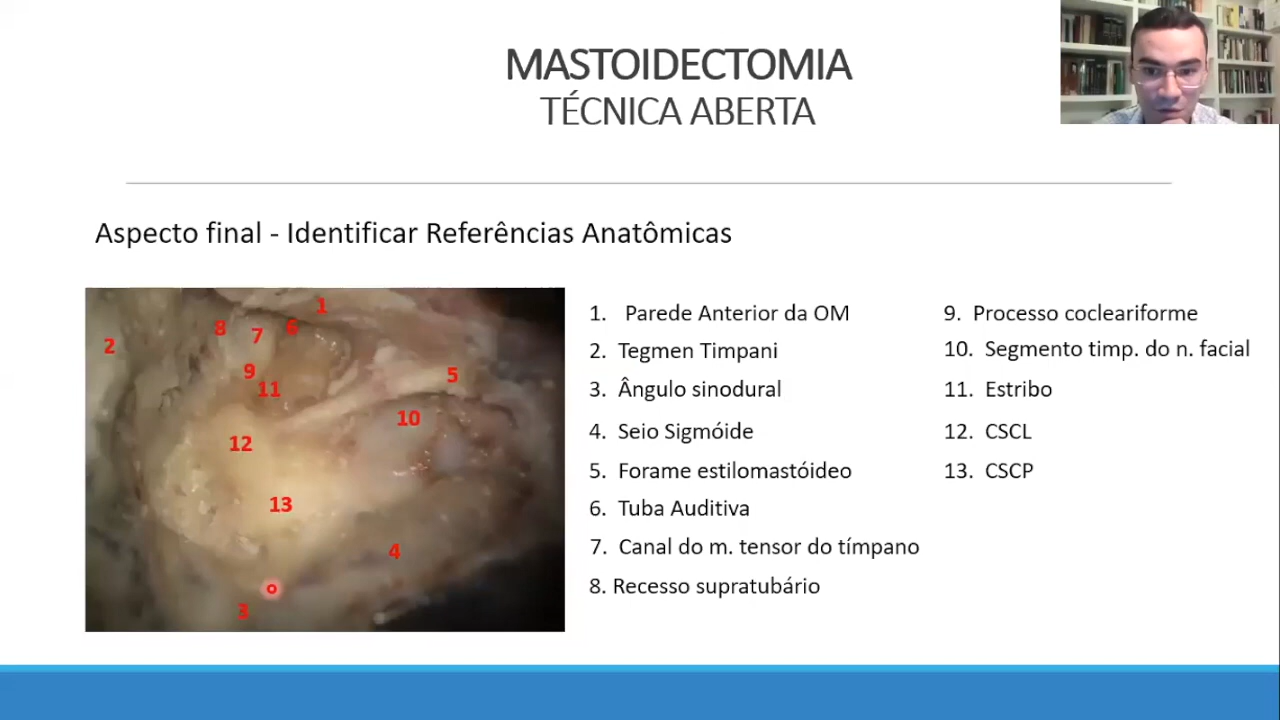 MASTOIDECTOMIA
TÉCNICA ABERTA
Aspecto final - Identificar Referências Anatômicas
1
8
7
6
2
9
5
11
10
12
13
4
3
1. Parede Anterior da OM
2. Tegmen Timpani
3. Ângulo sinodural
4. Seio Sigmóide
5. Forame estilomastóideo
6. Tuba Auditiva
7. Canal do m. tensor do tímpano
8. Recesso supratubário
9. Processo cocleariforme
10. Segmento timp. do n. facial
11. Estribo
12. CSCL
13. CSCP